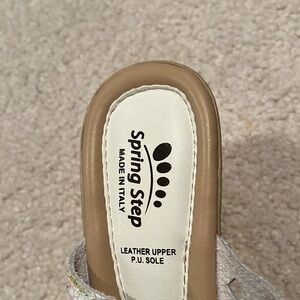 Spring Step
MADE IN ITALY
LEATHER UPPER
P.U. SOLE